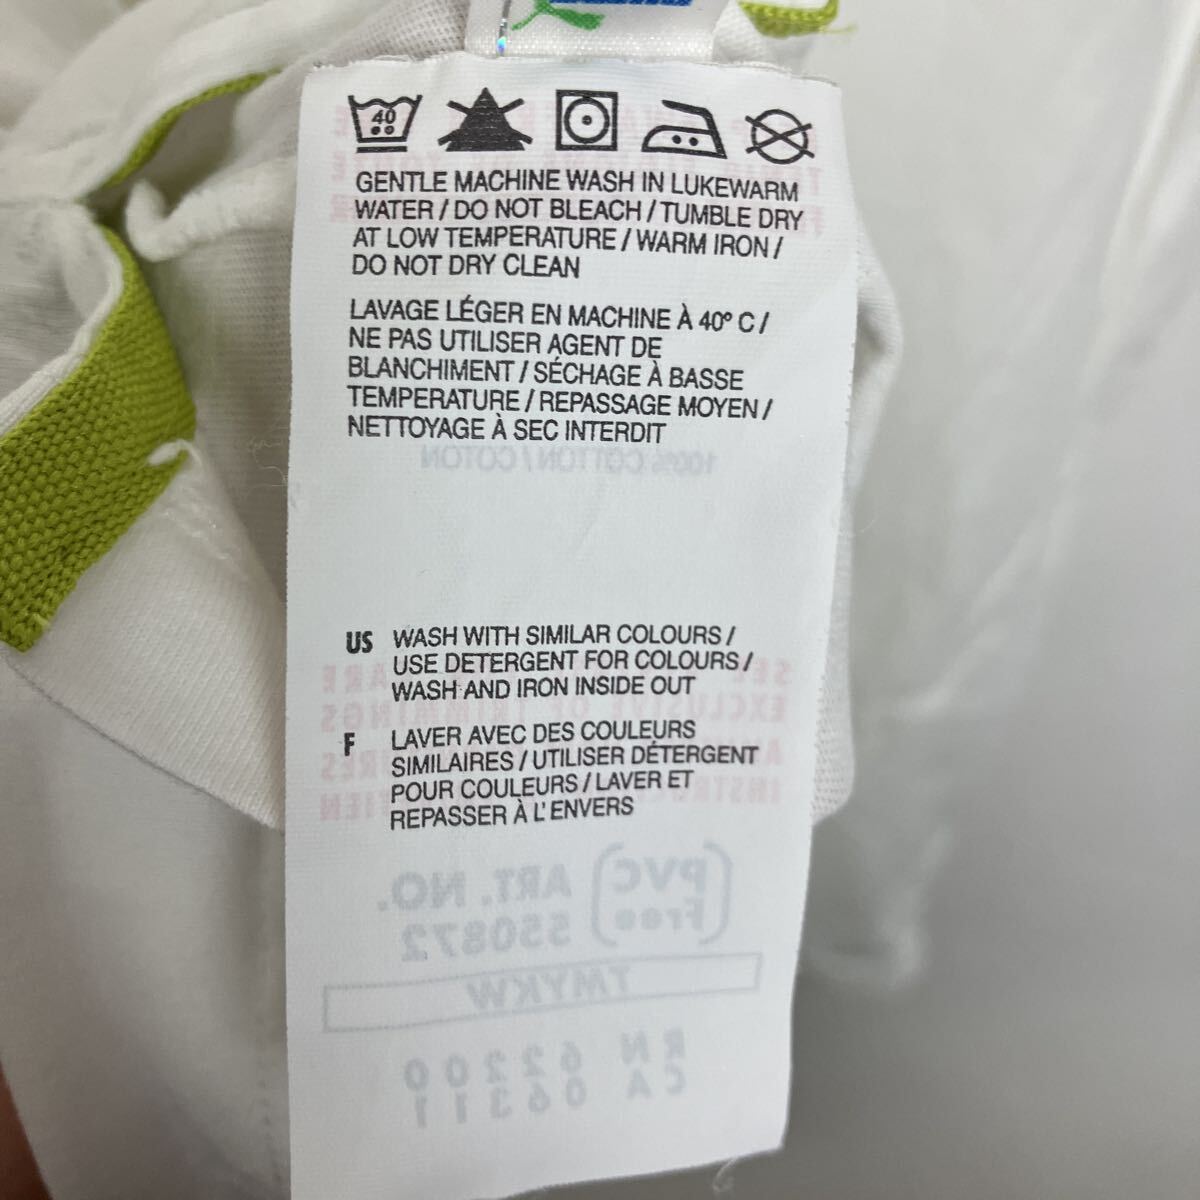 40
GENTLE MACHINE WASH IN LUKEWARM
WATER / DO NOT BLEACH / TUMBLE DRY
AT LOW TEMPERATURE / WARM IRON /
DO NOT DRY CLEAN
LAVAGE LÉGER EN MACHINE À 40º C /
NE PAS UTILISER AGENT DE
BLANCHIMENT / SÉCHAGE À BASSE
TEMPERATURE / REPASSAGE MOYEN /
NETTOYAGE À SEC INTERDIT
100% COTTON / COTON
US WASH WITH SIMILAR COLOURS /
USE DETERGENT FOR COLOURS /
WASH AND IRON INSIDE OUT
F LAVER AVEC DES COULEURS
SIMILAIRES / UTILISER DÉTERGENT
POUR COULEURS / LAVER ET
REPASSER À L'ENVERS
PVC Free
ART. NO.
550872
TMYKW
RN 62200
CA 06311